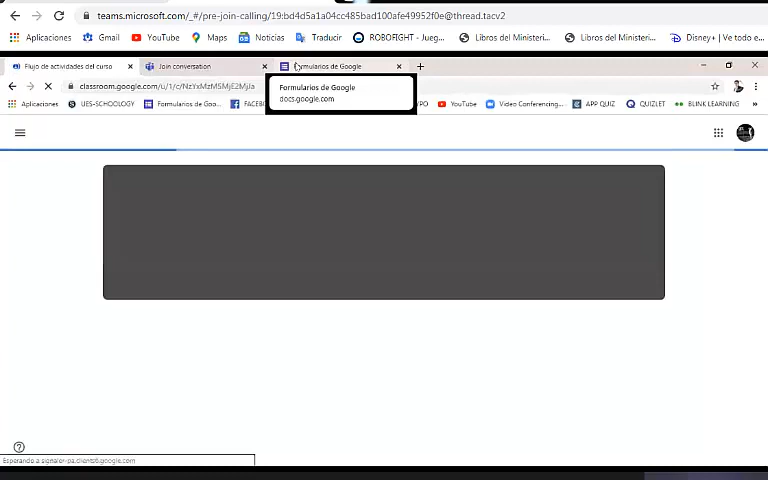 teams.microsoft.com/_#/pre-join-calling/19:bd4d5a1a04cc485bad100afe49952f0e@thread.tacv2
Aplicaciones Gmail YouTube Maps Noticias Traducir ROBOFIGHT - Jueg... Libros del Ministeri... Libros del Ministeri... Disney+ | Ve todo e...
Flujo de actividades del curso Join conversation Formularios de Google
classroom.google.com/u/1/c/NzYxMzM5MjE2MjJa
Formularios de Google
docs.google.com
Aplicaciones UES-SCHOOLOGY Formularios de Goo... FACEB YPO YouTube Video Conferencing... APP QUIZ QUIZLET BLINK LEARNING
Esperando a signaler-pa.clients6.google.com